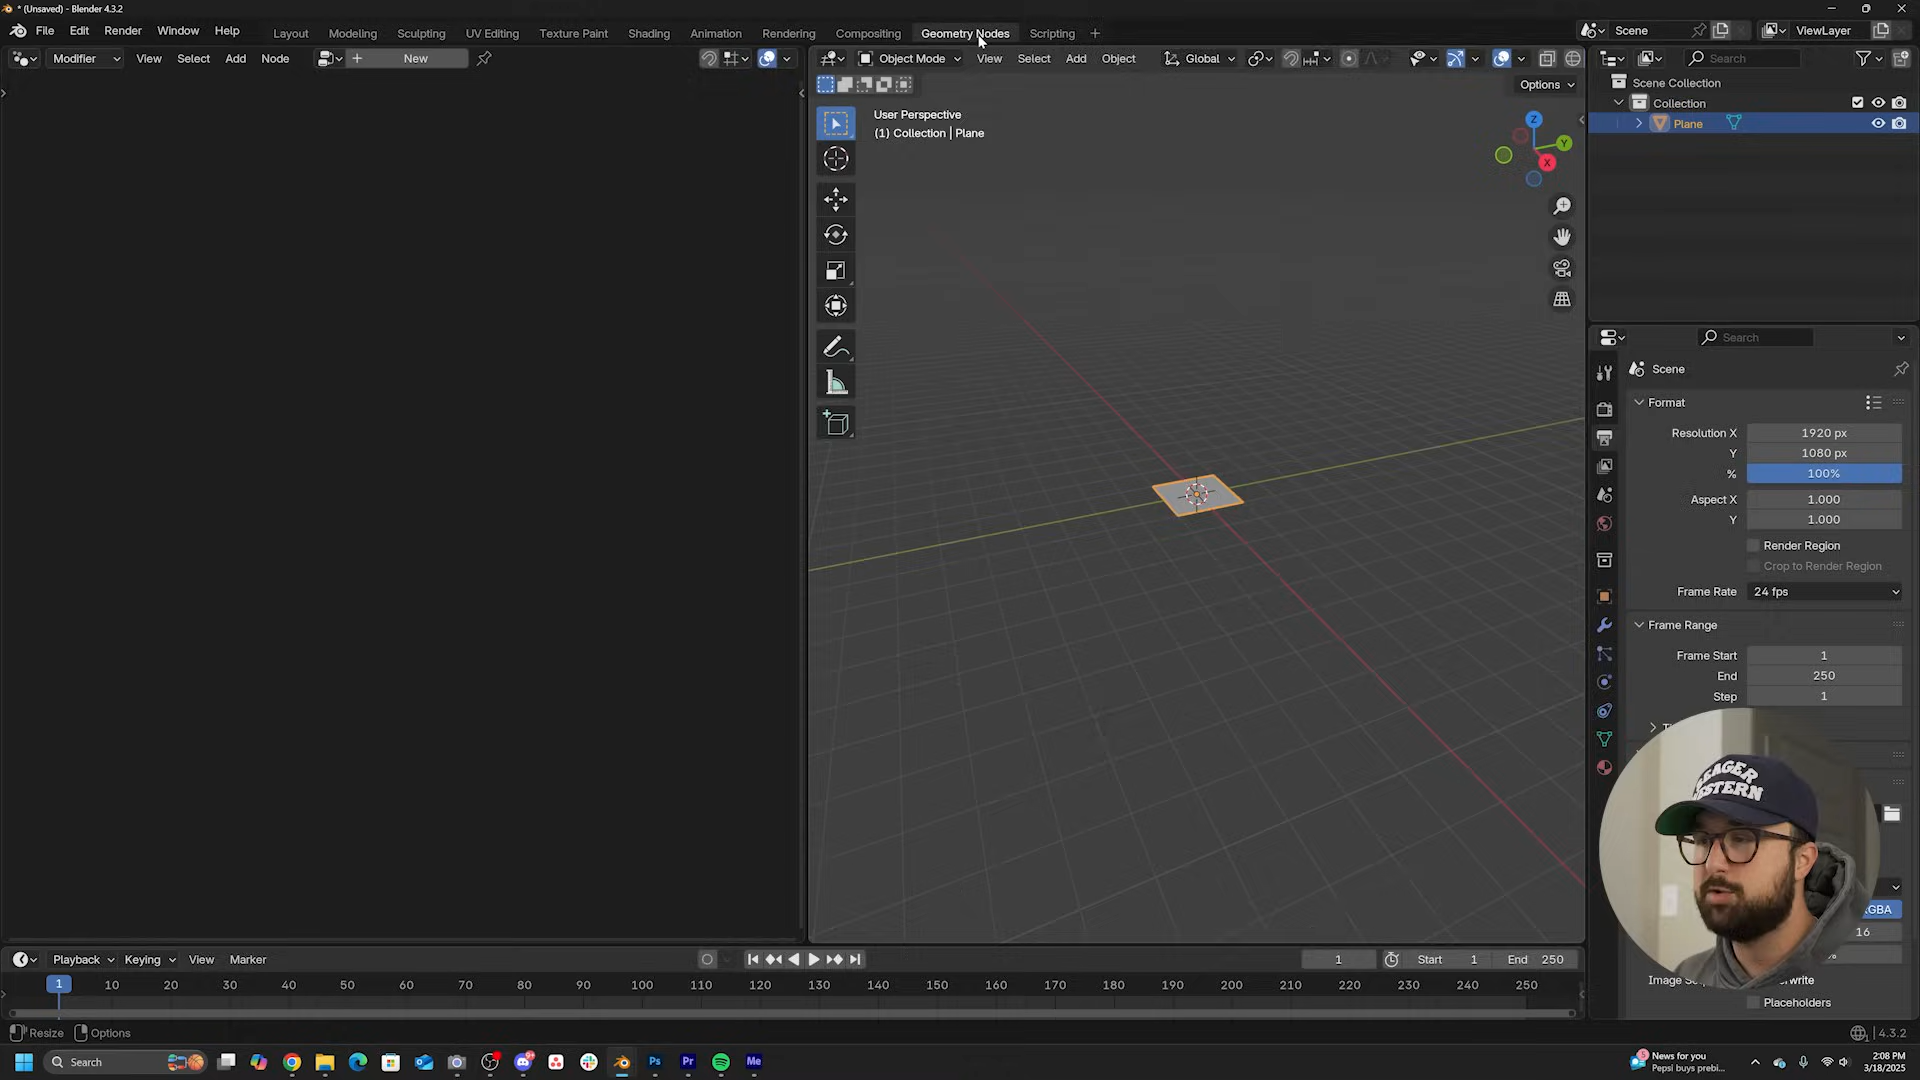 * (Unsaved) - Blender 4.3.2
File Edit Render Window Help
Layout Modeling Sculpting UV Editing Texture Paint Shading Animation Rendering Compositing Geometry Nodes Scripting +
Scene
ViewLayer
Modifier View Select Add Node
+ New
Object Mode View Select Add Object
Global
Options
Search
User Perspective
(1) Collection | Plane
Z
Y
X
Scene Collection
Collection
Plane
Search
Scene
Format
Resolution X 1920 px
Y 1080 px
% 100%
Aspect X 1.000
Y 1.000
Render Region
Crop to Render Region
Frame Rate 24 fps
Frame Range
Frame Start 1
End 250
Step 1
16
Placeholders
Playback Keying View Marker
1
Start 1
End 250
1 10 20 30 40 50 60 70 80 90 100 110 120 130 140 150 160 170 180 190 200 210 220 230 240 250
Resize Options
4.3.2
Search
Ps
Pr
Me
News for you
Pepsi buys prebi...
2:08 PM
3/18/2025